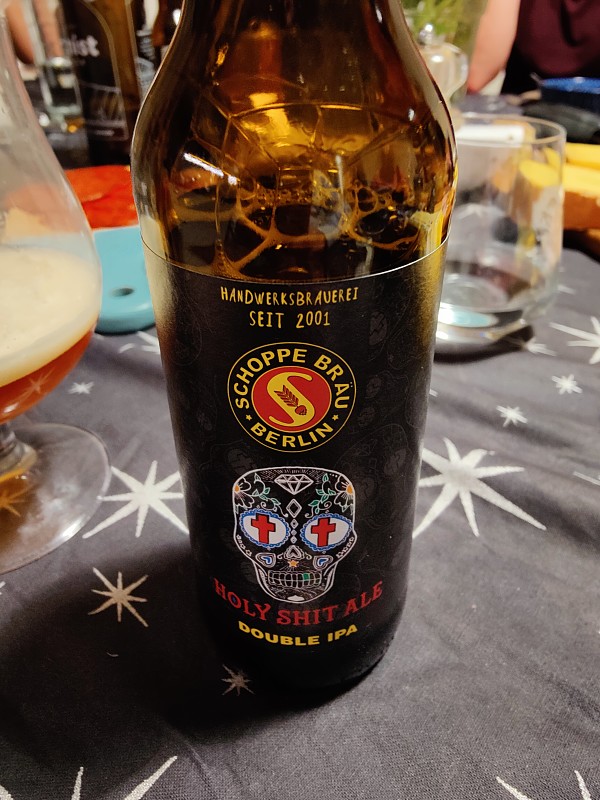 HANDWERKSBRAUEREI
SEIT 2001
SCHOPPE BRÄU
BERLIN
S
HOLY SHIT ALE
DOUBLE IPA